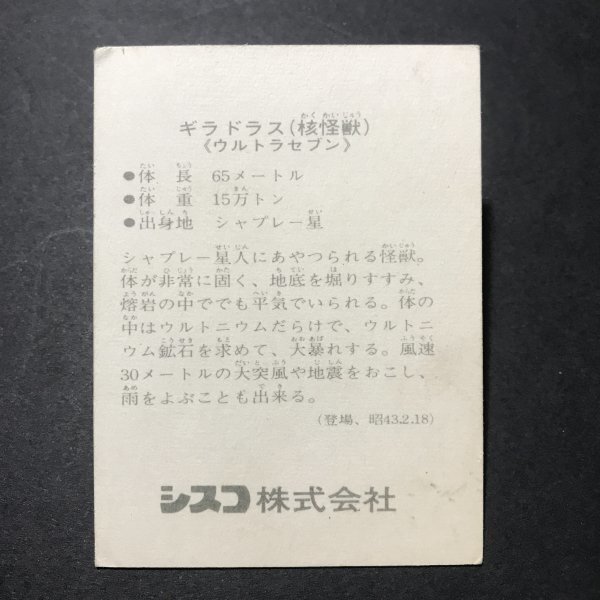 ギラドラス(核怪獣)
《ウルトラセブン》
●体長 65メートル
●体重 15万トン
●出身地 シャプレー星
シャプレー星人にあやつられる怪獣。
体が非常に固く、地底を掘りすすみ、
熔岩の中ででも平気でいられる。体の
中はウルトニウムだらけで、ウルトニ
ウム鉱石を求めて、大暴れする。風速
30メートルの大突風や地震をおこし、
雨をよぶことも出来る。
(登場、昭43.2.18)
シスコ株式会社